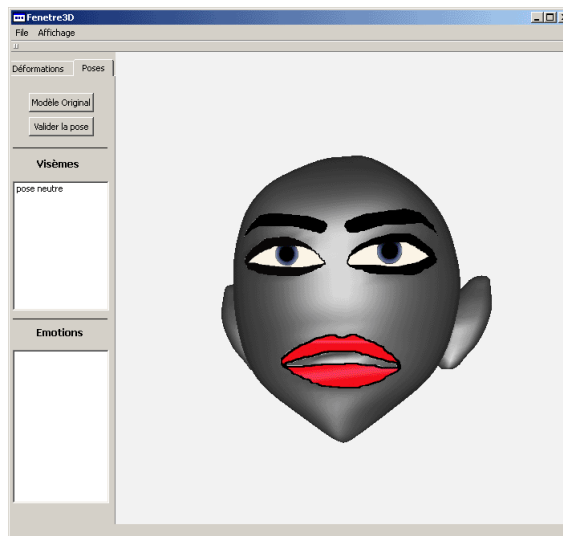 Fenetre3D
File Affichage
Déformations Poses
Modèle Original
Valider la pose
Visèmes
pose neutre
Emotions